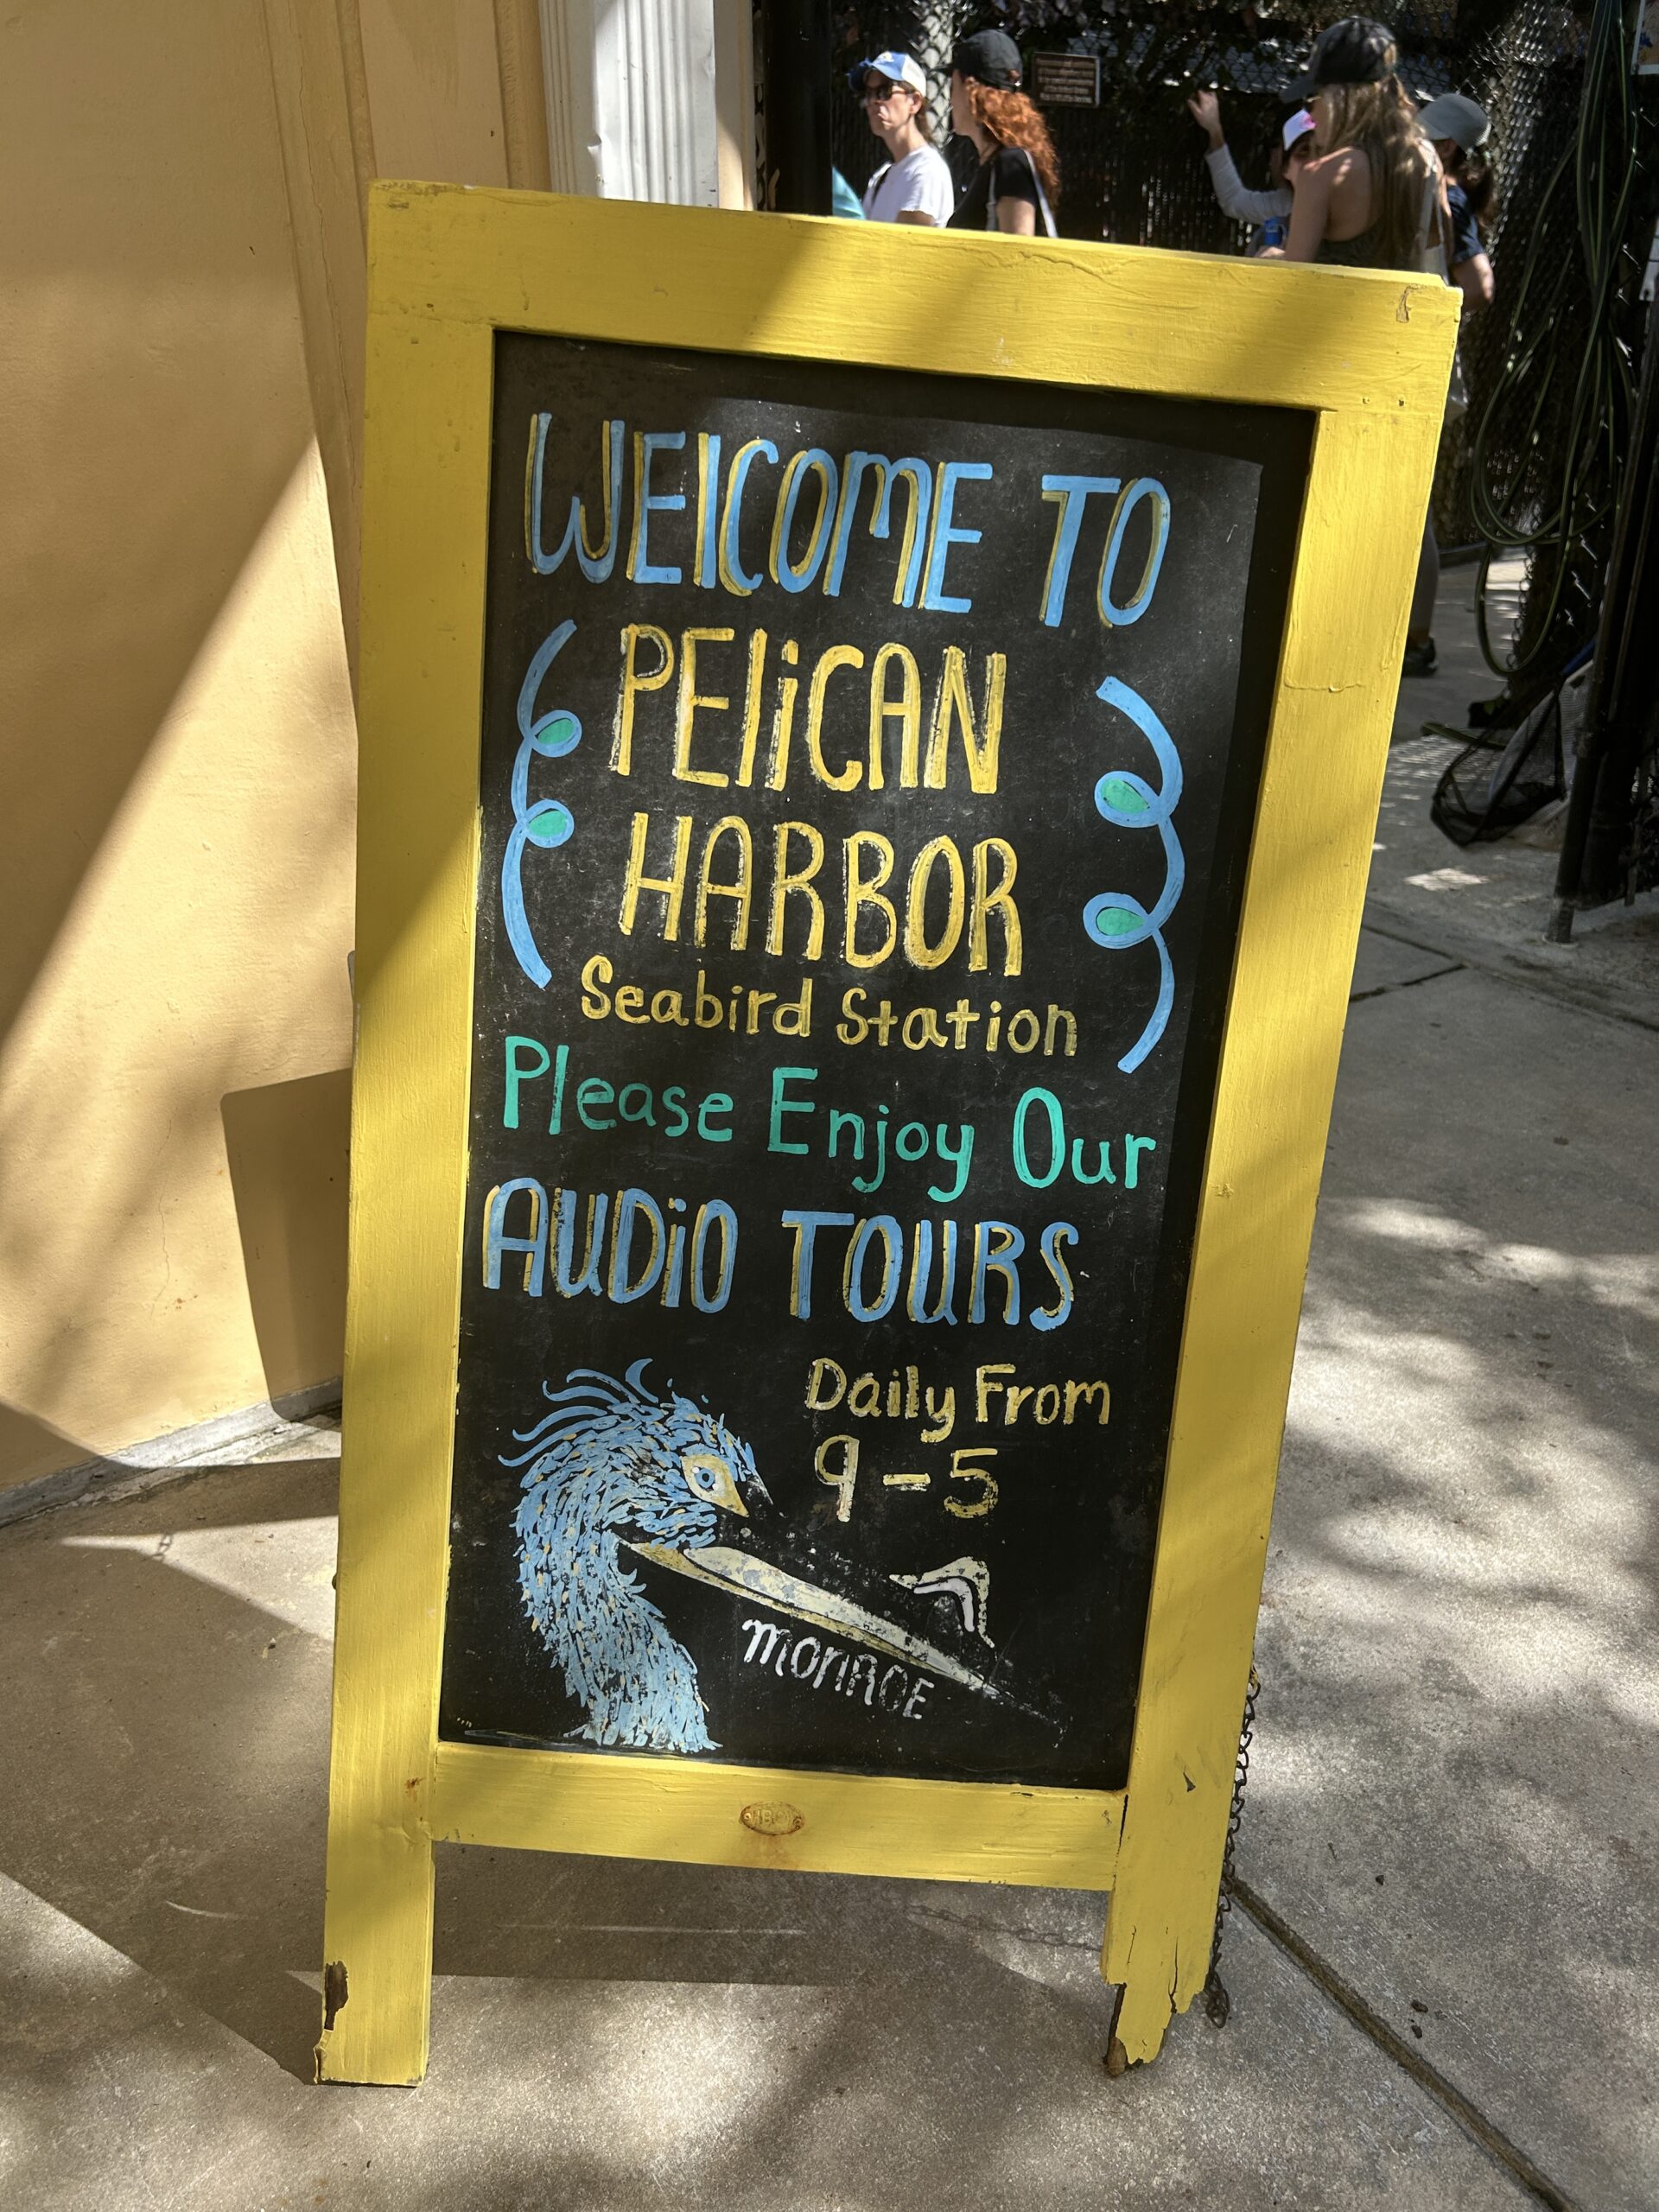 WELCOME TO
PELiCAN
HARBOR
Seabird Station
Please Enjoy Our
AUDiO TOURS
Daily From
9-5
MONROE